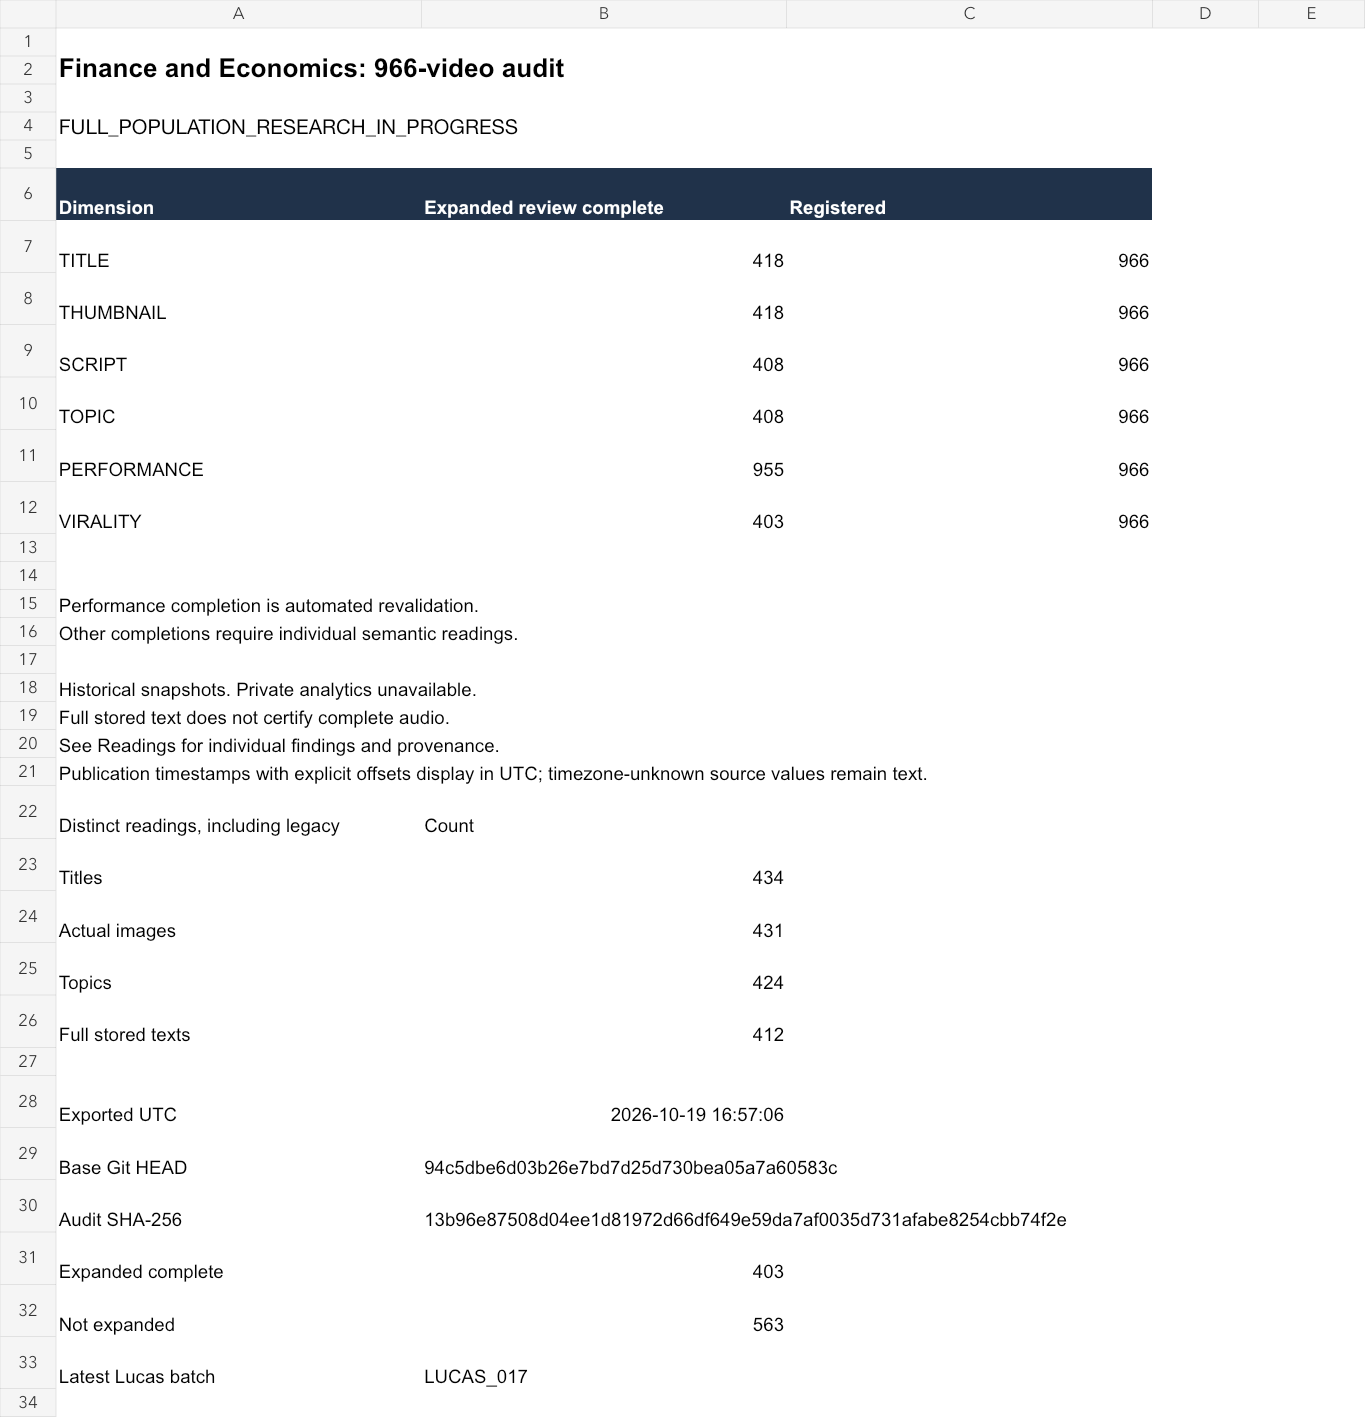 A B C D E
1
2 Finance and Economics: 966-video audit
3
4 FULL_POPULATION_RESEARCH_IN_PROGRESS
5
6 Dimension Expanded review complete Registered
7 TITLE 418 966
8 THUMBNAIL 418 966
9 SCRIPT 408 966
10 TOPIC 408 966
11 PERFORMANCE 955 966
12 VIRALITY 403 966
13
14
15 Performance completion is automated revalidation.
16 Other completions require individual semantic readings.
17
18 Historical snapshots. Private analytics unavailable.
19 Full stored text does not certify complete audio.
20 See Readings for individual findings and provenance.
21 Publication timestamps with explicit offsets display in UTC; timezone-unknown source values remain text.
22 Distinct readings, including legacy Count
23 Titles 434
24 Actual images 431
25 Topics 424
26 Full stored texts 412
27
28 Exported UTC 2026-10-19 16:57:06
29 Base Git HEAD 94c5dbe6d03b26e7bd7d25d730bea05a7a60583c
30 Audit SHA-256 13b96e87508d04ee1d81972d66df649e59da7af0035d731afabe8254cbb74f2e
31 Expanded complete 403
32 Not expanded 563
33 Latest Lucas batch LUCAS_017
34